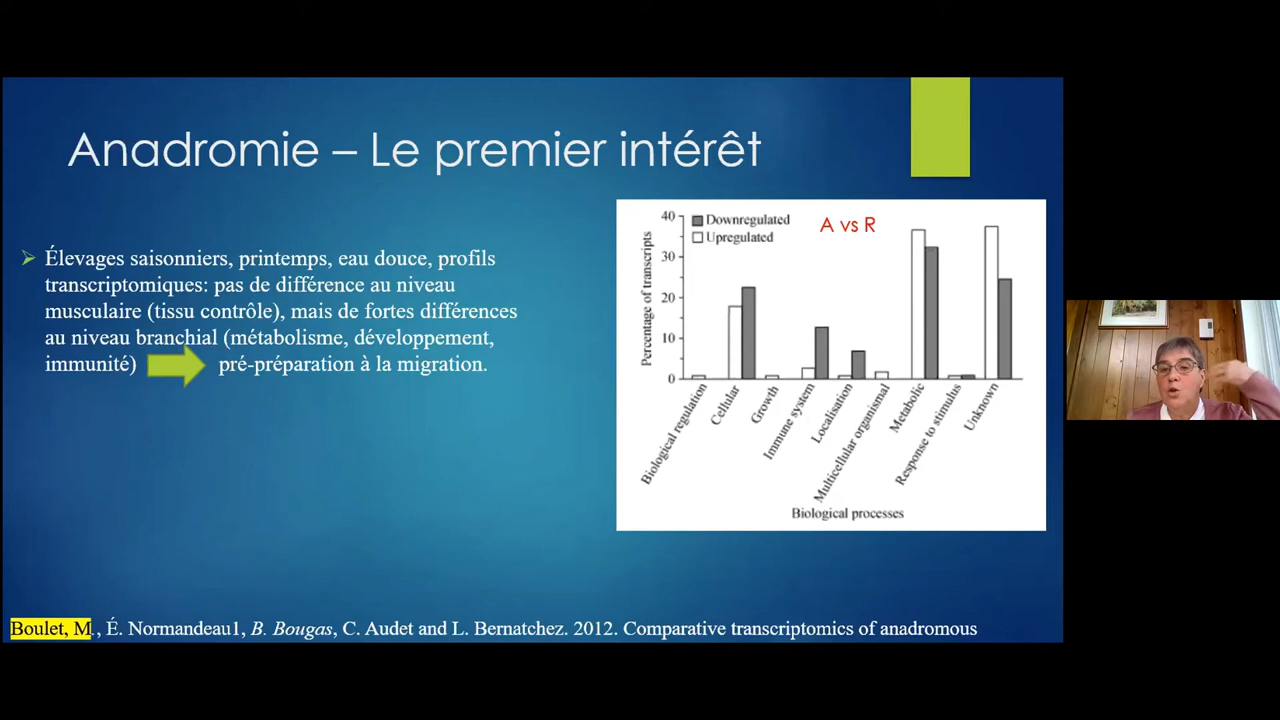 Anadromie – Le premier intérêt
Élevages saisonniers, printemps, eau douce, profils
transcriptomiques: pas de différence au niveau
musculaire (tissu contrôle), mais de fortes différences
au niveau branchial (métabolisme, développement,
immunité) pré-préparation à la migration.
A vs R
Downregulated
Upregulated
Percentage of transcripts
40
30
20
10
0
Biological regulation
Cellular
Growth
Immune system
Localisation
Multicellular organismal
Metabolic
Response to stimulus
Unknown
Biological processes
Boulet, M., É. Normandeau1, B. Bougas, C. Audet and L. Bernatchez. 2012. Comparative transcriptomics of anadromous